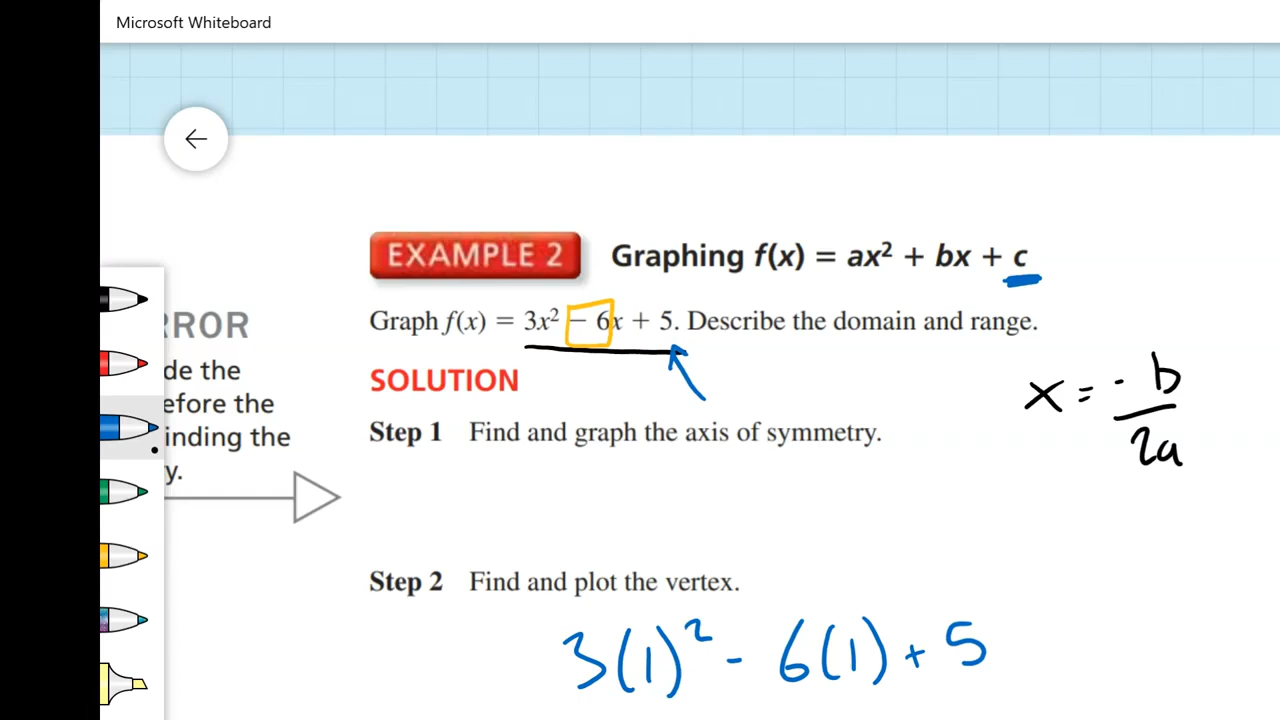 Microsoft Whiteboard
EXAMPLE 2 Graphing f(x) = ax² + bx + c
Graph f(x) = 3x² − 6x + 5. Describe the domain and range.
RROR
de the
efore the
inding the
y.
SOLUTION
x = -b/2a
Step 1 Find and graph the axis of symmetry.
Step 2 Find and plot the vertex.
3(1)² - 6(1) + 5